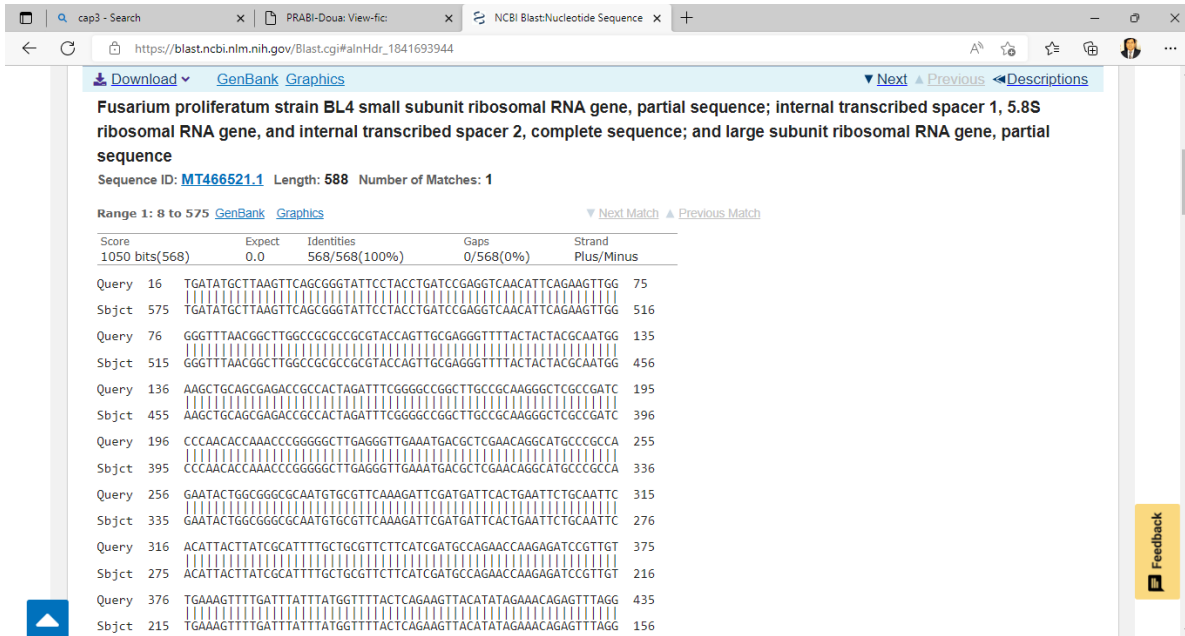 cap3 - Search
PRABI-Doua: View-fic:
NCBI Blast:Nucleotide Sequence
https://blast.ncbi.nlm.nih.gov/Blast.cgi#alnHdr_1841693944
Download GenBank Graphics Next Previous Descriptions
Fusarium proliferatum strain BL4 small subunit ribosomal RNA gene, partial sequence; internal transcribed spacer 1, 5.8S
ribosomal RNA gene, and internal transcribed spacer 2, complete sequence; and large subunit ribosomal RNA gene, partial
sequence
Sequence ID: MT466521.1 Length: 588 Number of Matches: 1
Range 1: 8 to 575 GenBank Graphics Next Match Previous Match
Score Expect Identities Gaps Strand
1050 bits(568) 0.0 568/568(100%) 0/568(0%) Plus/Minus
Query 16 TGATATGCTTAAGTTCAGCGGGTATTCCTACCTGATCCGAGGTCAACATTCAGAAGTTGG 75
Sbjct 575 TGATATGCTTAAGTTCAGCGGGTATTCCTACCTGATCCGAGGTCAACATTCAGAAGTTGG 516
Query 76 GGGTTTAACGGCTTGGCCGCGCCGCGTACCAGTTGCGAGGGTTTTACTACTACGCAATGG 135
Sbjct 515 GGGTTTAACGGCTTGGCCGCGCCGCGTACCAGTTGCGAGGGTTTTACTACTACGCAATGG 456
Query 136 AAGCTGCAGCGAGACCGCCACTAGATTTCGGGGCCGGCTTGCCGCAAGGGCTCGCCGATC 195
Sbjct 455 AAGCTGCAGCGAGACCGCCACTAGATTTCGGGGCCGGCTTGCCGCAAGGGCTCGCCGATC 396
Query 196 CCCAACACCAAACCCGGGGGCTTGAGGGTTGAAATGACGCTCGAACAGGCATGCCCGCCA 255
Sbjct 395 CCCAACACCAAACCCGGGGGCTTGAGGGTTGAAATGACGCTCGAACAGGCATGCCCGCCA 336
Query 256 GAATACTGGCGGGCGCAATGTGCGTTCAAAGATTCGATGATTCACTGAATTCTGCAATTC 315
Sbjct 335 GAATACTGGCGGGCGCAATGTGCGTTCAAAGATTCGATGATTCACTGAATTCTGCAATTC 276
Query 316 ACATTACTTATCGCATTTTGCTGCGTTCTTCATCGATGCCAGAACCAAGAGATCCGTTGT 375
Sbjct 275 ACATTACTTATCGCATTTTGCTGCGTTCTTCATCGATGCCAGAACCAAGAGATCCGTTGT 216
Query 376 TGAAAGTTTTGATTTATTTATGGTTTTACTCAGAAGTTACATATAGAAACAGAGTTTAGG 435
Sbjct 215 TGAAAGTTTTGATTTATTTATGGTTTTACTCAGAAGTTACATATAGAAACAGAGTTTAGG 156
Feedback